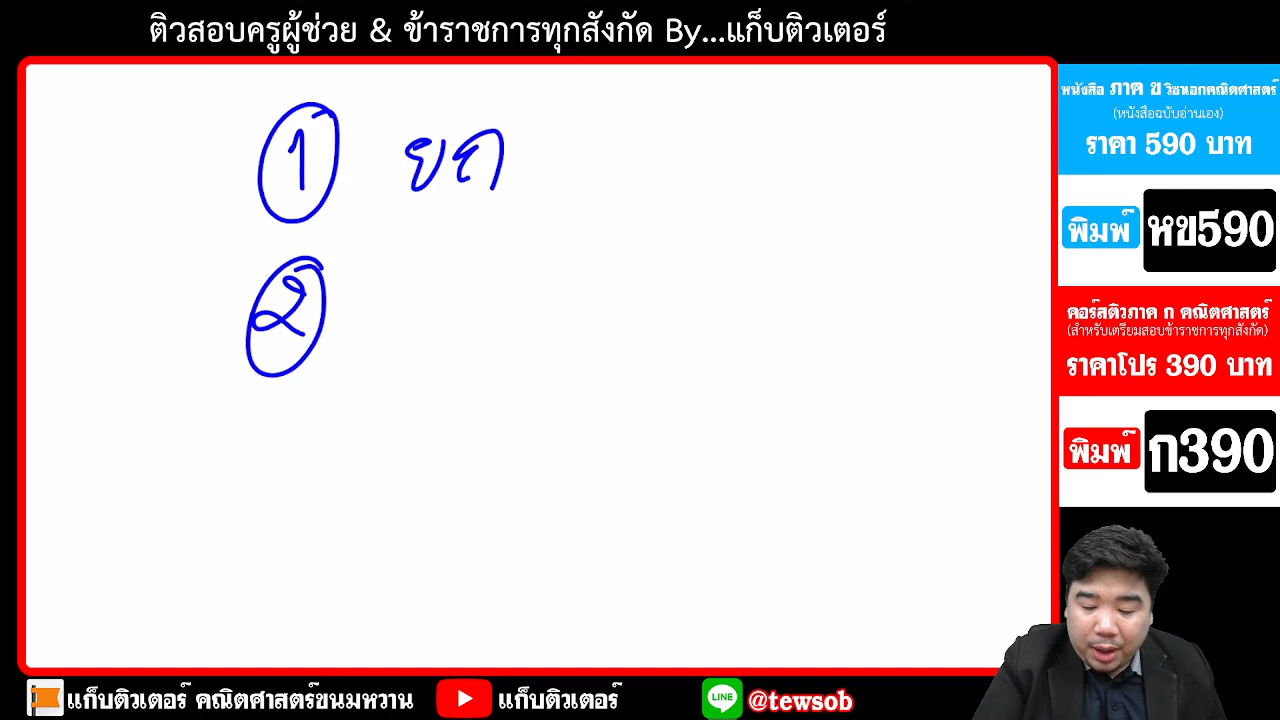 ติวสอบครูผู้ช่วย & ข้าราชการทุกสังกัด By...แก็บติวเตอร์
1 ยก
2
หนังสือ ภาค ข วิชาเอกคณิตศาสตร์
(หนังสือฉบับอ่านเอง)
ราคา 590 บาท
พิมพ์ หข590
คอร์สติวภาค ก คณิตศาสตร์
(สำหรับเตรียมสอบข้าราชการทุกสังกัด)
ราคาโปร 390 บาท
พิมพ์ ก390
แก็บติวเตอร์ คณิตศาสตร์ขนมหวาน
แก็บติวเตอร์
LINE @tewsob